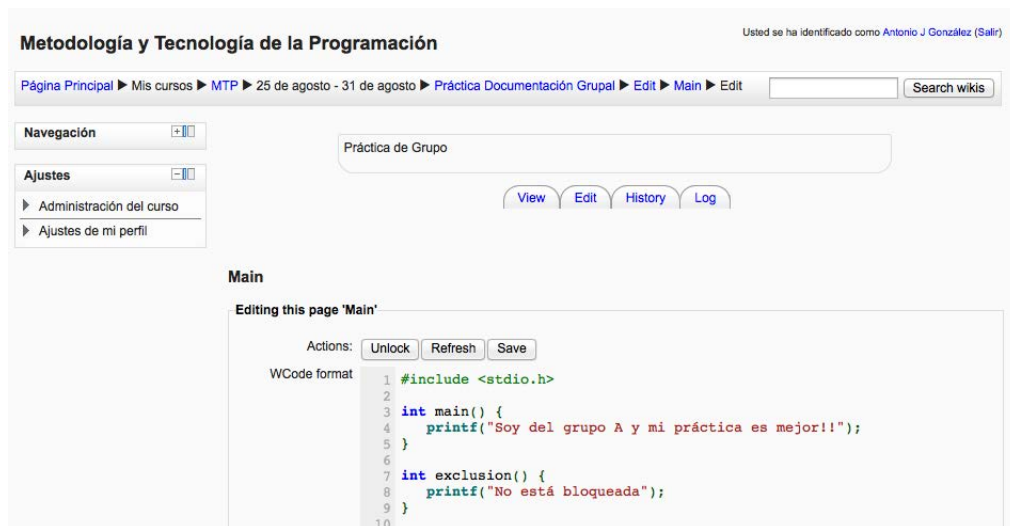 Usted se ha identificado como Antonio J González (Salir)
Metodología y Tecnología de la Programación
Página Principal ▶ Mis cursos ▶ MTP ▶ 25 de agosto - 31 de agosto ▶ Práctica Documentación Grupal ▶ Edit ▶ Main ▶ Edit
Search wikis
Navegación
Ajustes
Administración del curso
Ajustes de mi perfil
Práctica de Grupo
View Edit History Log
Main
Editing this page 'Main'
Actions: Unlock Refresh Save
WCode format
1 #include <stdio.h>
2
3 int main() {
4 printf("Soy del grupo A y mi práctica es mejor!!");
5 }
6
7 int exclusion() {
8 printf("No está bloqueada");
9 }
10